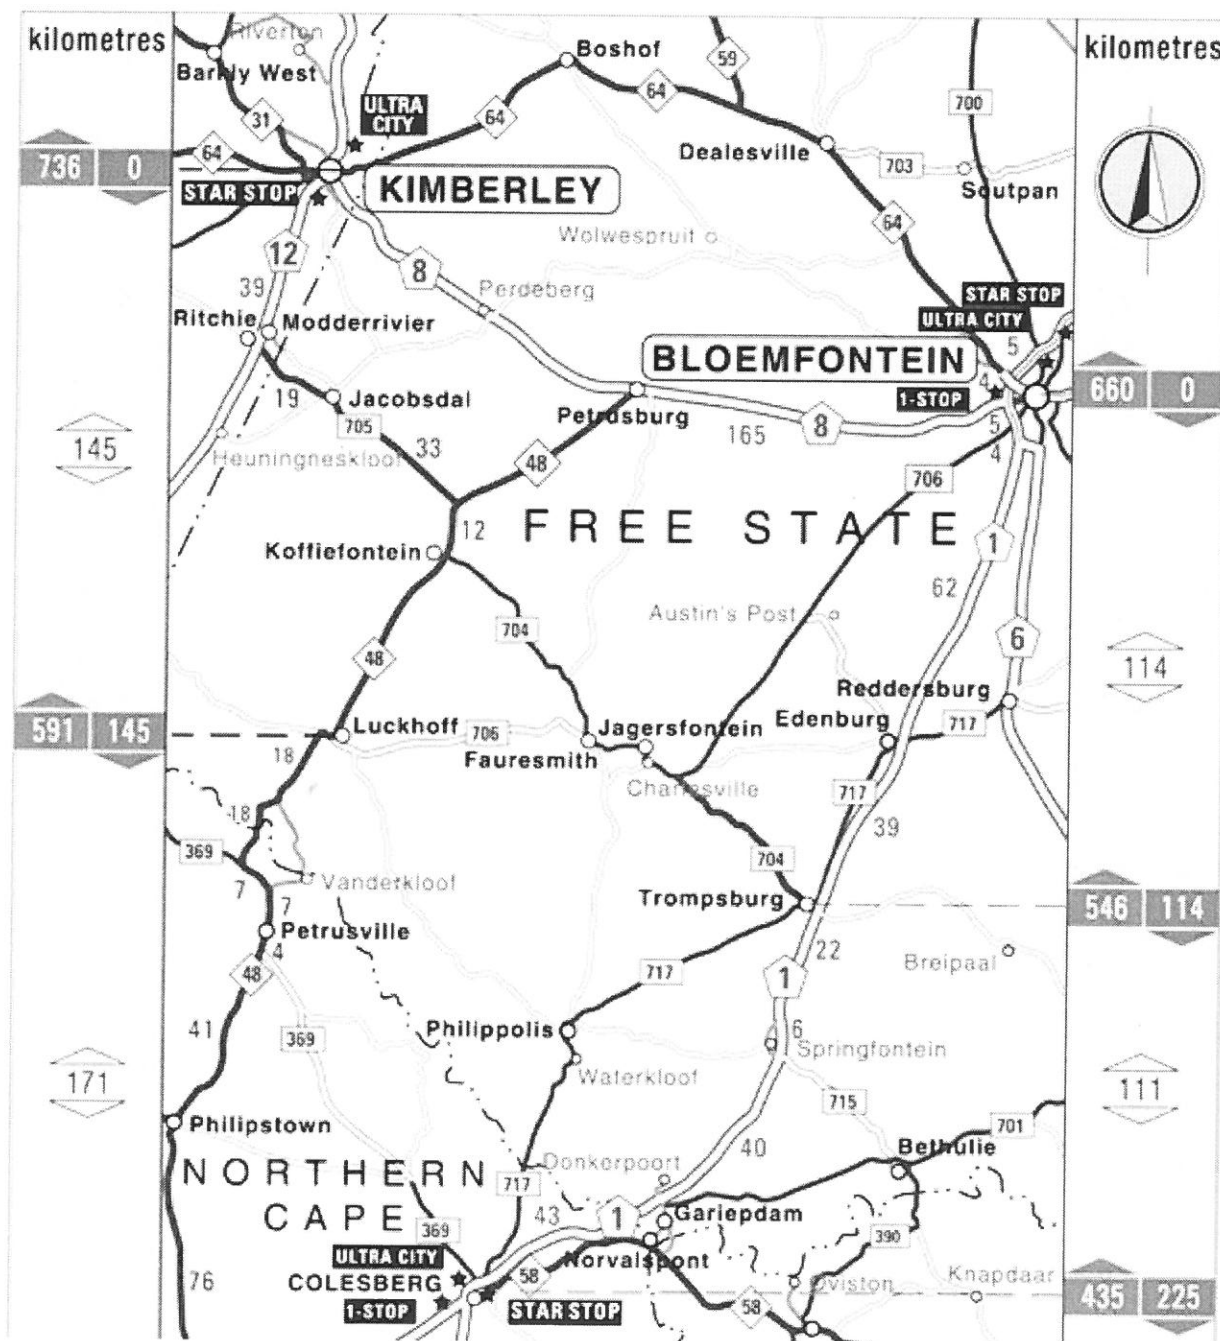 kilometres
kilometres
Riverton
Barkly West
Boshof
59
31
64
64
700
ULTRA
CITY
64
Dealesville
703
Soutpan
736 0
STAR STOP
KIMBERLEY
Wolwespruit
64
12
8
39
Perdeberg
STAR STOP
ULTRA CITY
Ritchie
Modderrivier
BLOEMFONTEIN
5
4
660 0
19
Jacobsdal
Petrusburg
1-STOP
705
33
165
8
5
4
145
Heuningneskloof
48
706
FREE STATE
12
Koffiefontein
1
62
Austin's Post
704
6
48
114
Reddersburg
591 145
Luckhoff
706
Jagersfontein
Edenburg
717
18
Fauresmith
Charlesville
717
18
39
369
704
7
Vanderkloof
7
Trompsburg
546 114
Petrusville
4
22
Breipaal
48
717
1
41
369
Philippolis
6
Springfontein
171
Waterkloof
111
715
Philipstown
701
40
Bethulie
NORTHERN
CAPE
Donkerpoort
717
43
1
Gariepdam
369
390
ULTRA CITY
Norvalspont
COLESBERG
58
76
Oviston
Knapdaar
1-STOP
STAR STOP
58
435 225